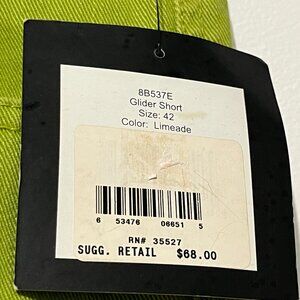 8B537E
Glider Short
Size: 42
Color: Limeade
6 53476 06651 5
RN# 35527
SUGG. RETAIL $68.00